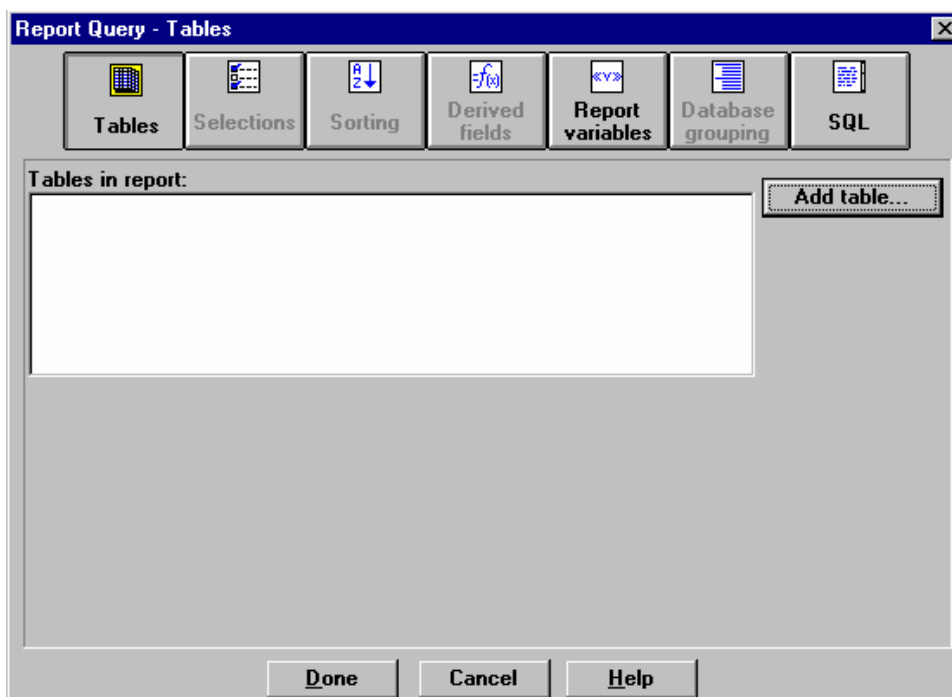 Report Query - Tables
Tables
Selections
Sorting
Derived
fields
Report
variables
Database
grouping
SQL
Tables in report:
Add table...
Done
Cancel
Help